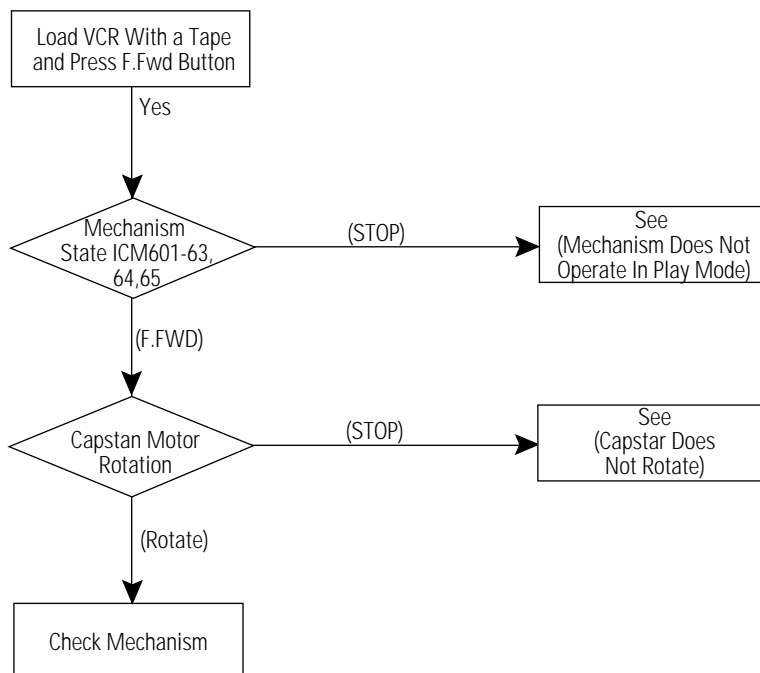 Load VCR With a Tape
and Press F.Fwd Button
Yes
Mechanism
State ICM601-63,
64,65
(STOP)
See
(Mechanism Does Not
Operate In Play Mode)
(F.FWD)
Capstan Motor
Rotation
(STOP)
See
(Capstar Does
Not Rotate)
(Rotate)
Check Mechanism